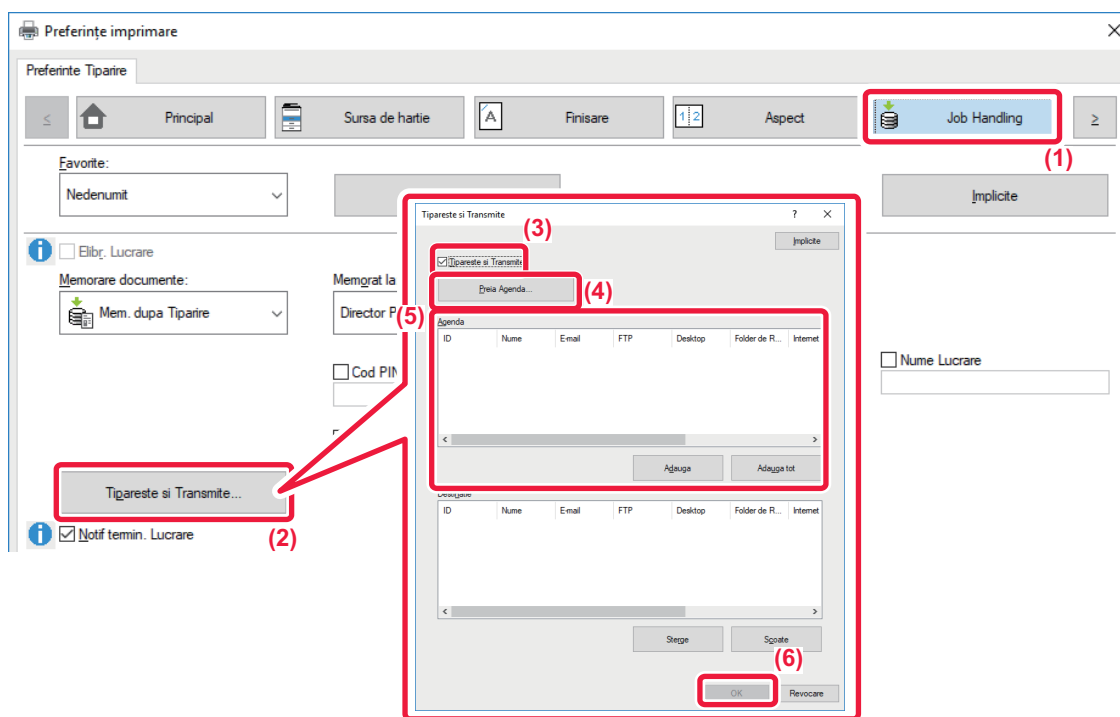 Preferințe imprimare
Preferinte Tiparire
< Principal Sursa de hartie Finisare Aspect Job Handling >
(1)
Favorite:
Nedenumit
Implicite
Tipareste si Transmite ? ×
(3)
Implicite
Elibr. Lucrare
Tipareste si Transmite
Memorare documente:
Memorat la
Preia Agenda...
(4)
Mem. dupa Tiparire
Director P
(5)
Agenda
ID Nume E-mail FTP Desktop Folder de R... Internet
Nume Lucrare
Cod PIN
Adauga Adauga tot
Tipareste si Transmite...
(2)
Notif termin. Lucrare
Destinatie
ID Nume E-mail FTP Desktop Folder de R... Internet
Sterge Scoate
(6)
OK Revocare